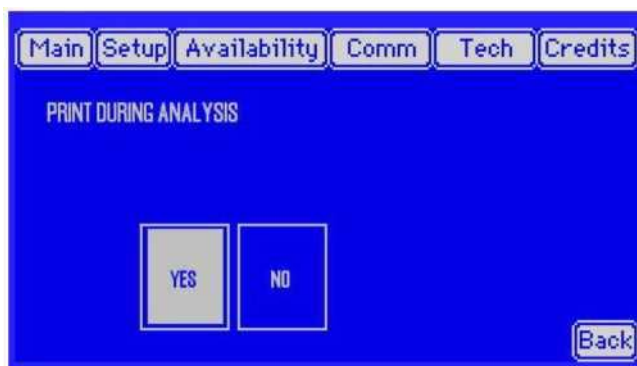 Main Setup Availability Comm Tech Credits
PRINT DURING ANALYSIS
YES NO
Back